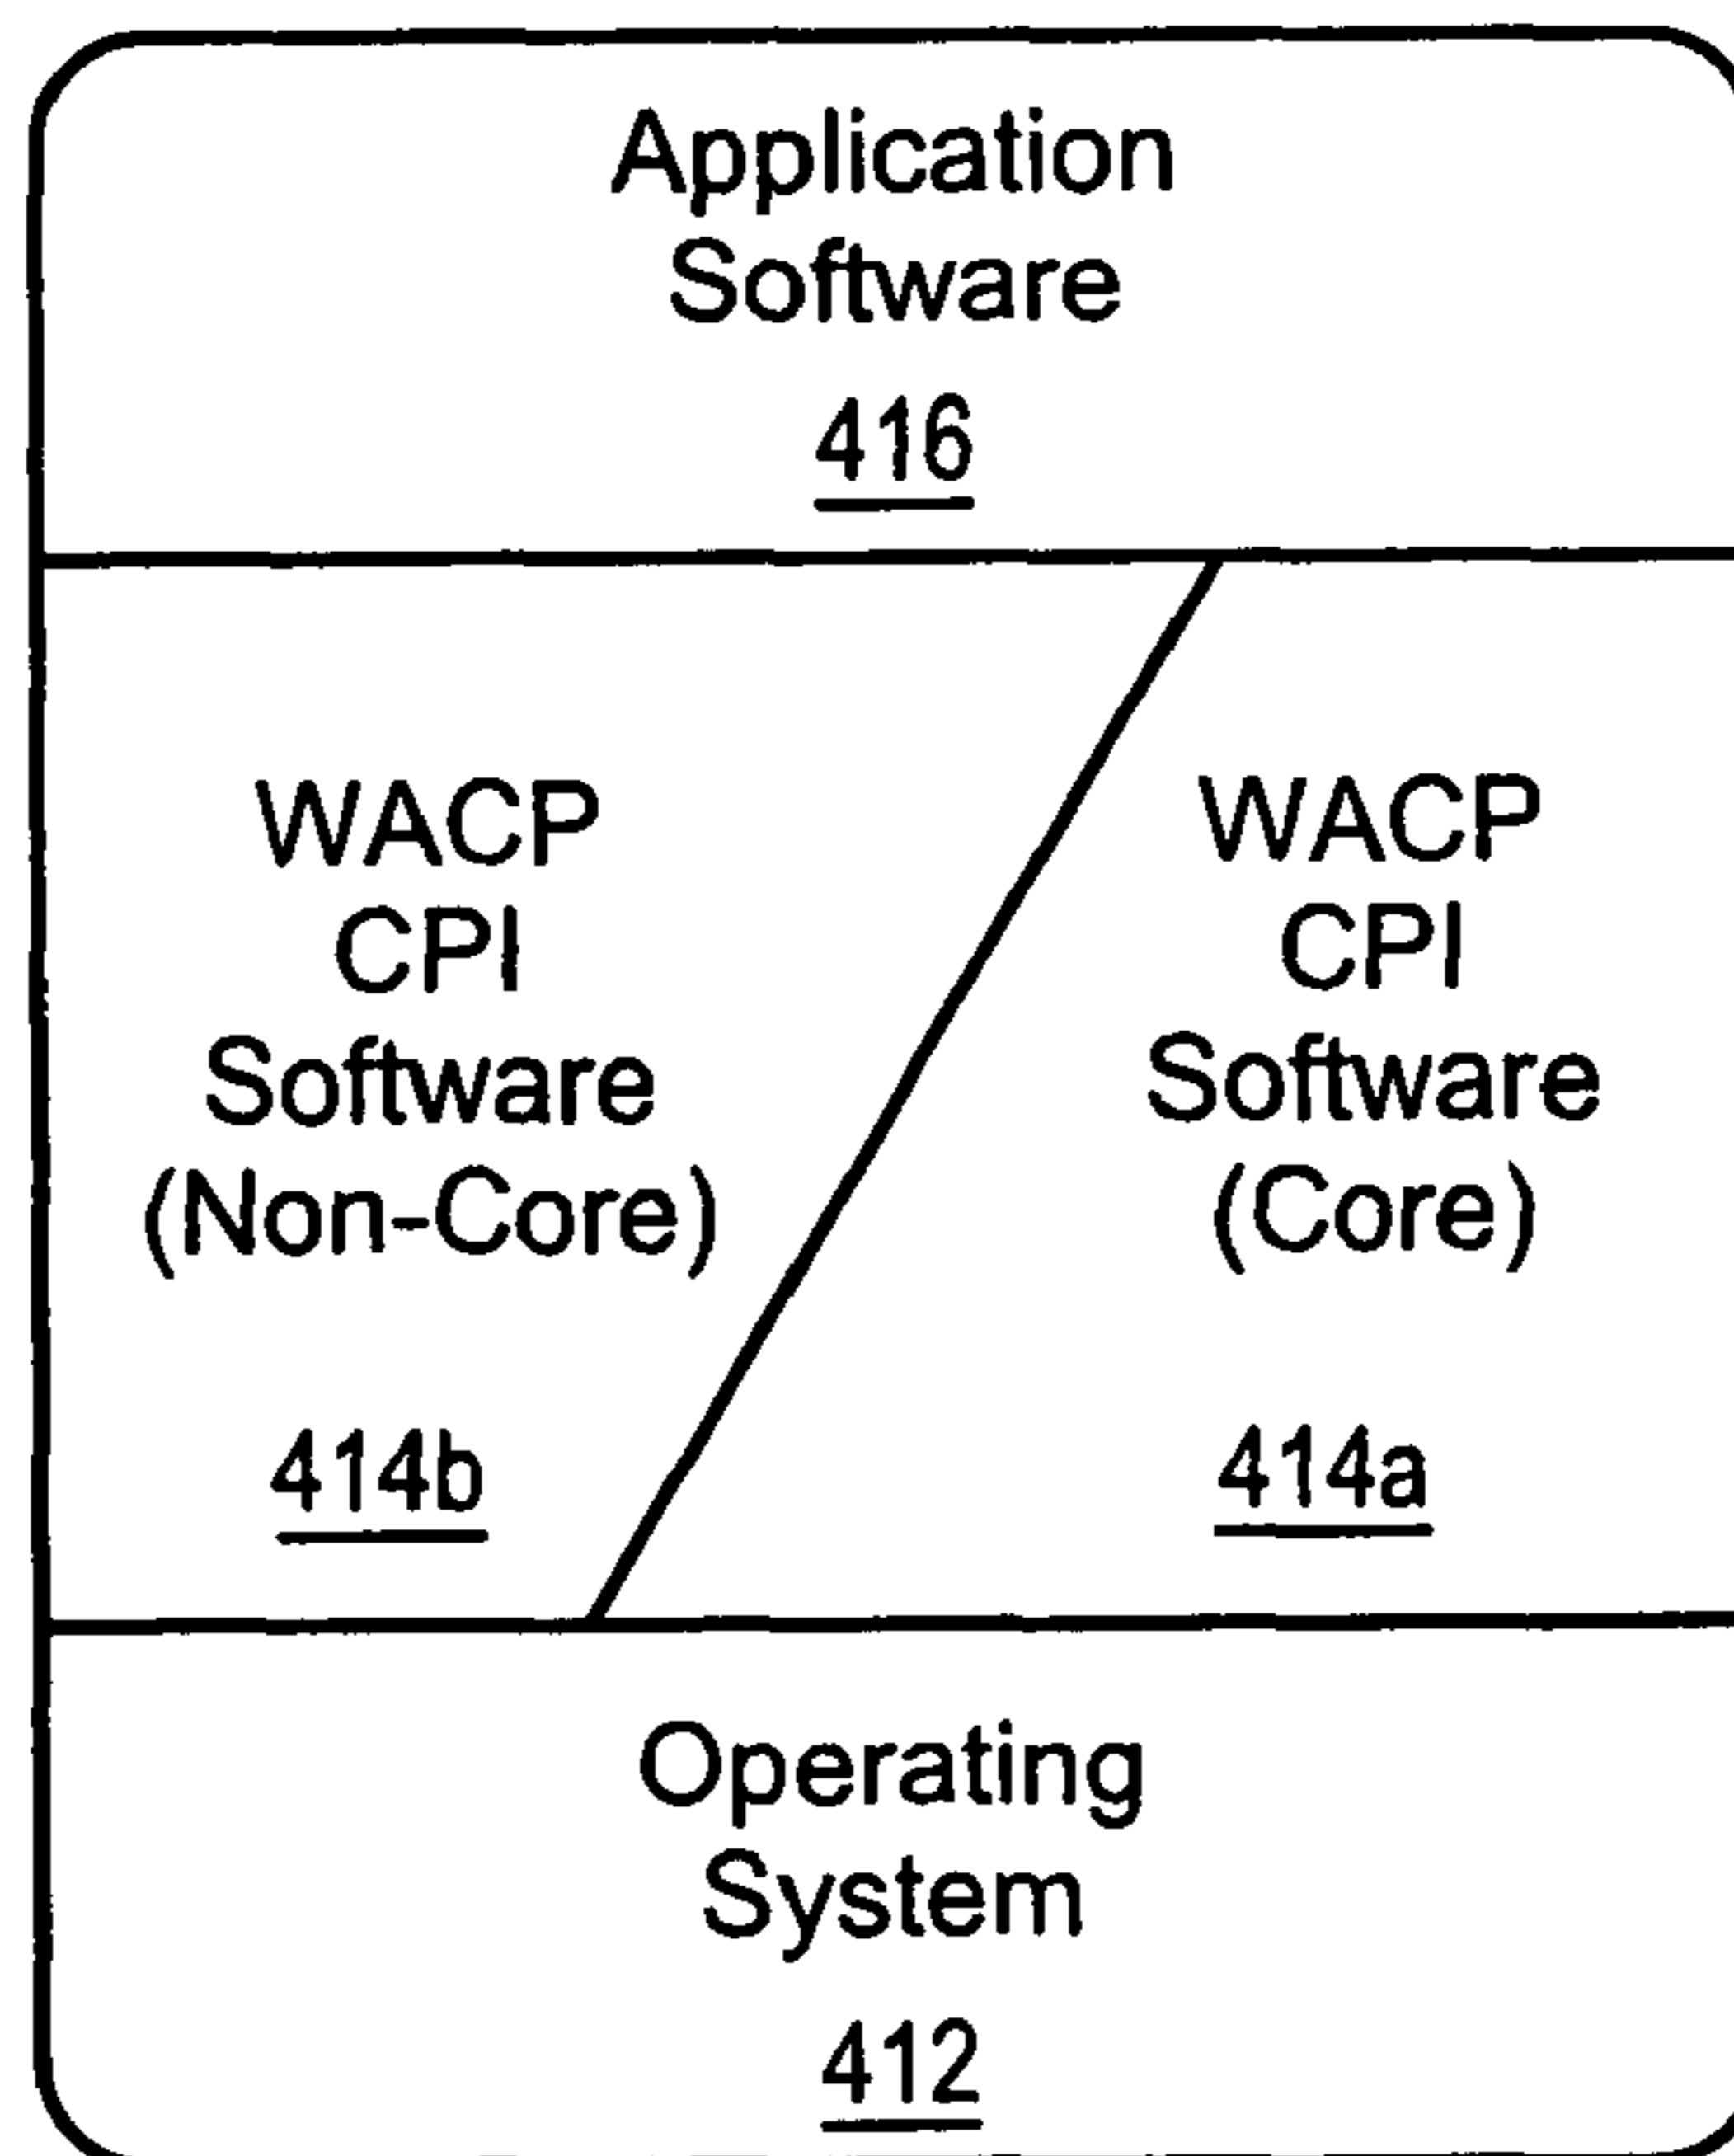 Application
Software
416
WACP
CPI
Software
(Non-Core)
414b
WACP
CPI
Software
(Core)
414a
Operating
System
412